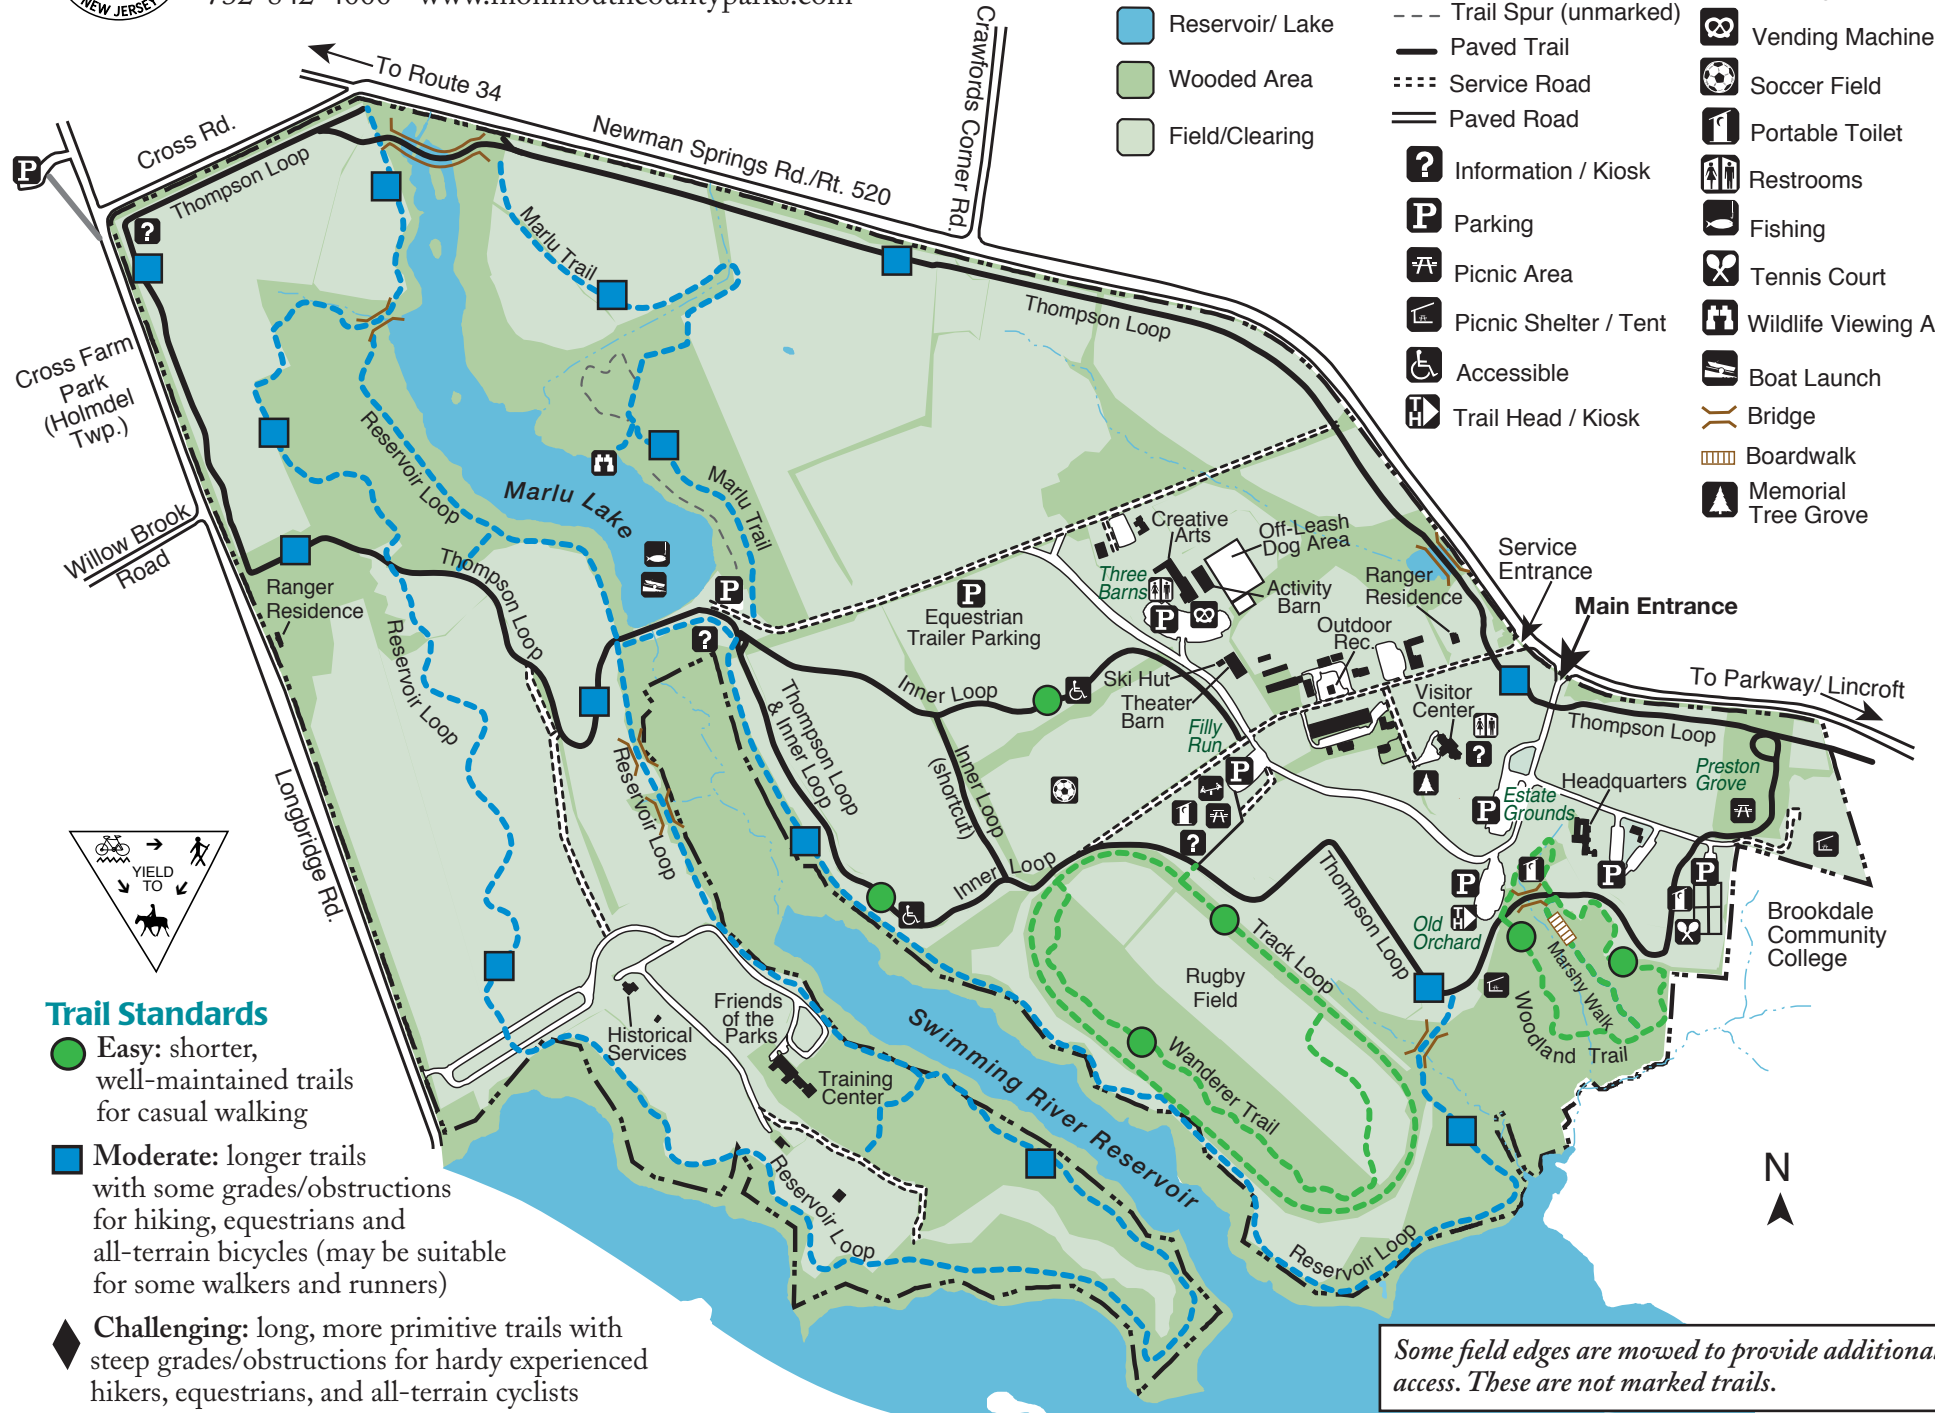 NEW JERSEY
Reservoir/ Lake
Wooded Area
Field/Clearing
Trail Spur (unmarked)
Paved Trail
Service Road
Paved Road
? Information / Kiosk
P Parking
Picnic Area
Picnic Shelter / Tent
Accessible
TH Trail Head / Kiosk
Vending Machine
Soccer Field
Portable Toilet
Restrooms
Fishing
Tennis Court
Wildlife Viewing A
Boat Launch
Bridge
Boardwalk
Memorial
Tree Grove
To Route 34
Cross Rd.
Thompson Loop
Newman Springs Rd./Rt. 520
Crawfords Corner Rd.
P
?
Marlu Trail
Thompson Loop
Cross Farm
Park
(Holmdel
Twp.)
Reservoir Loop
Marlu Lake
Marlu Trail
Willow Brook
Road
Ranger
Residence
Thompson Loop
Reservoir Loop
P
?
P
Equestrian
Trailer Parking
Creative
Arts
Off-Leash
Dog Area
Three
Barns
P
Activity
Barn
Ranger
Residence
Outdoor
Rec.
Service
Entrance
Main Entrance
To Parkway/ Lincroft
Inner Loop
Ski Hut
Theater
Barn
Visitor
Center
?
Filly
Run
P
?
Thompson Loop
& Inner Loop
Inner Loop
(shortcut)
Inner Loop
Reservoir Loop
Longbridge Rd.
Thompson Loop
Headquarters
Preston
Grove
P
Estate
Grounds
P
P
P
TH
Old
Orchard
Thompson Loop
Track Loop
Rugby
Field
Wanderer Trail
Marshy Walk
Woodland Trail
Brookdale
Community
College
Historical
Services
Friends
of the
Parks
Training
Center
Swimming River Reservoir
Reservoir Loop
Reservoir Loop
N
YIELD
TO
Trail Standards
Easy: shorter,
well-maintained trails
for casual walking
Moderate: longer trails
with some grades/obstructions
for hiking, equestrians and
all-terrain bicycles (may be suitable
for some walkers and runners)
Challenging: long, more primitive trails with
steep grades/obstructions for hardy experienced
hikers, equestrians, and all-terrain cyclists
Some field edges are mowed to provide additional
access. These are not marked trails.